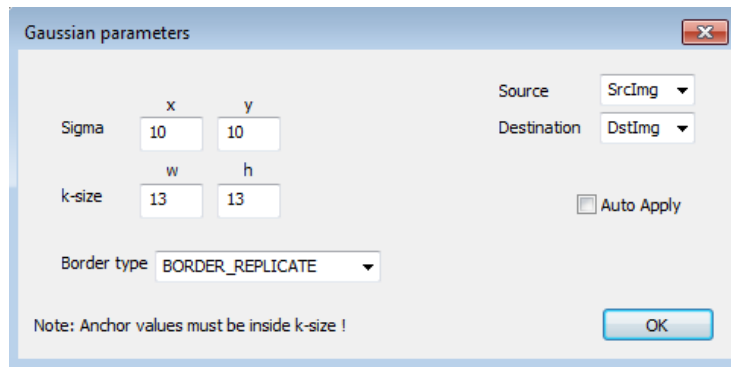 Gaussian parameters
Source SrcImg
x y
Sigma 10 10 Destination DstImg
w h
k-size 13 13 Auto Apply
Border type BORDER_REPLICATE
Note: Anchor values must be inside k-size ! OK